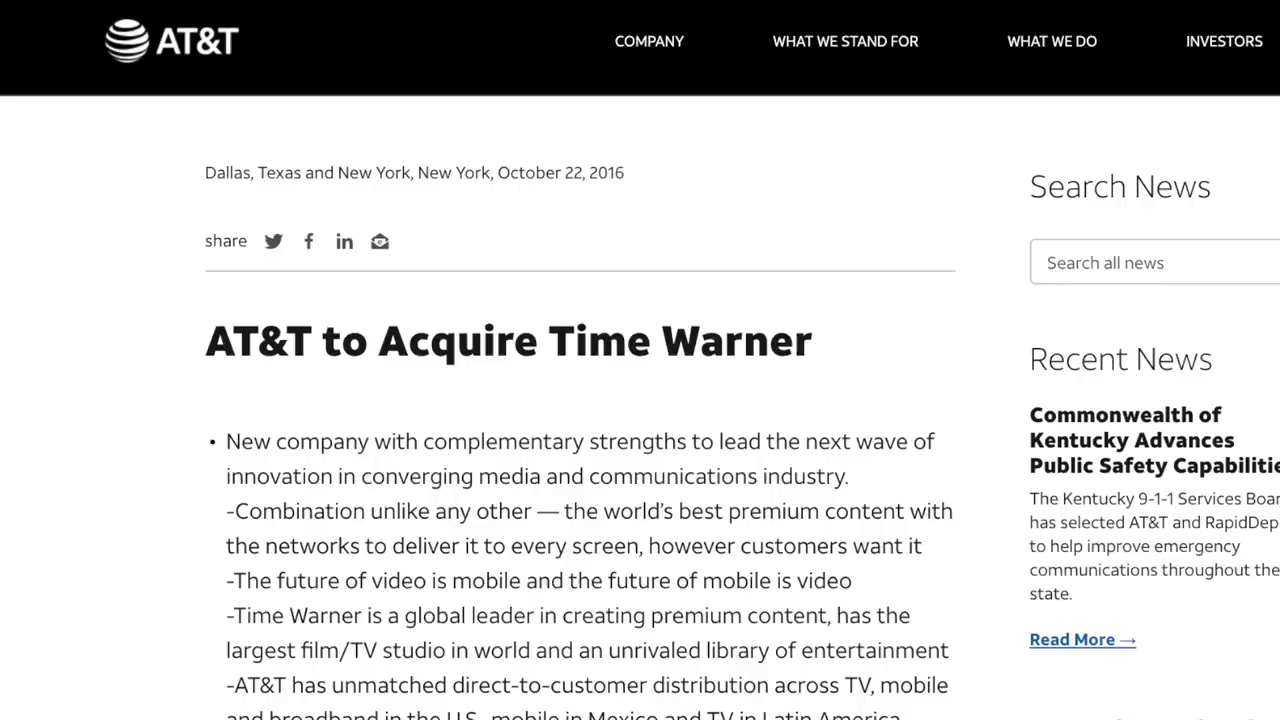 AT&T
COMPANY
WHAT WE STAND FOR
WHAT WE DO
INVESTORS
Dallas, Texas and New York, New York, October 22, 2016
share
AT&T to Acquire Time Warner
• New company with complementary strengths to lead the next wave of
innovation in converging media and communications industry.
-Combination unlike any other — the world's best premium content with
the networks to deliver it to every screen, however customers want it
-The future of video is mobile and the future of mobile is video
-Time Warner is a global leader in creating premium content, has the
largest film/TV studio in world and an unrivaled library of entertainment
-AT&T has unmatched direct-to-customer distribution across TV, mobile
and broadband in the U.S., mobile in Mexico and TV in Latin America
Search News
Search all news
Recent News
Commonwealth of
Kentucky Advances
Public Safety Capabilitie
The Kentucky 9-1-1 Services Boar
has selected AT&T and RapidDep
to help improve emergency
communications throughout the
state.
Read More →